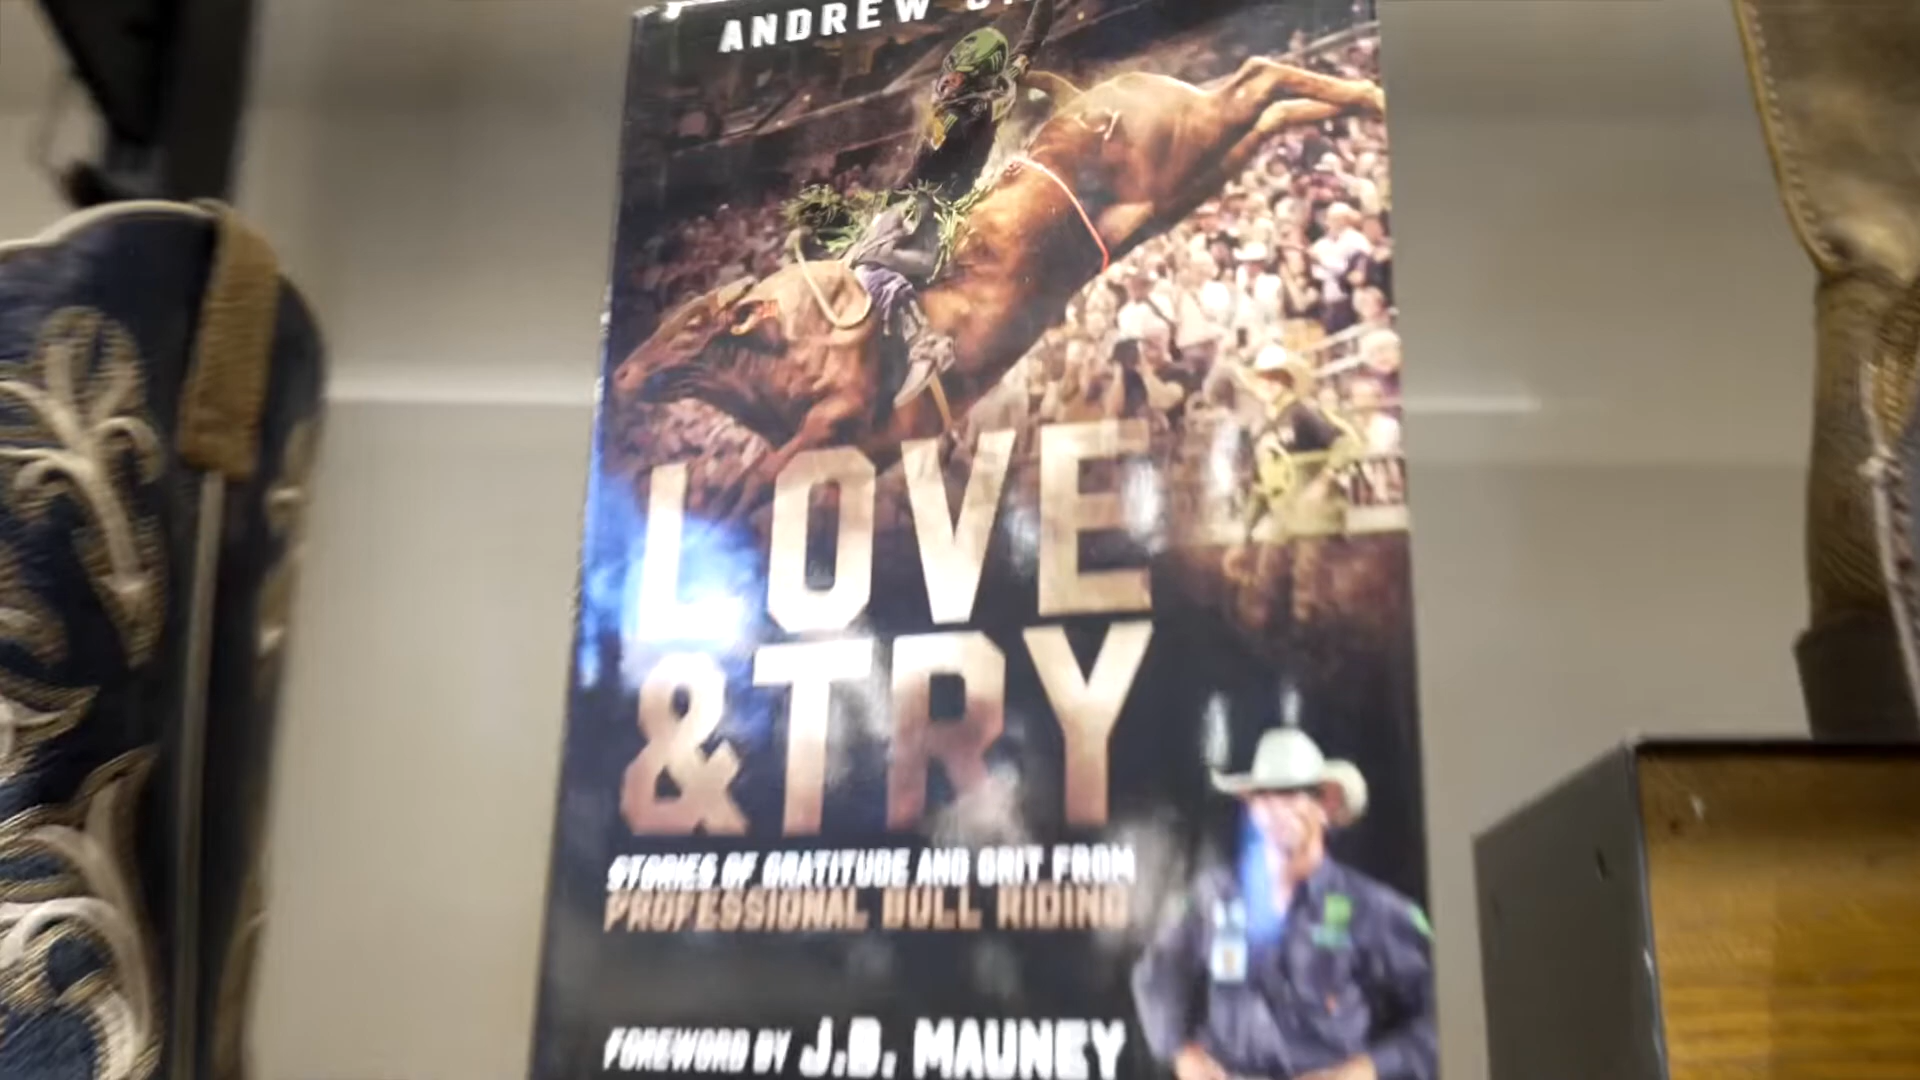 ANDREW
LOVE
&TRY
STORIES OF GRATITUDE AND GRIT FROM
PROFESSIONAL BULL RIDING
FOREWORD BY J.B. MAUNEY